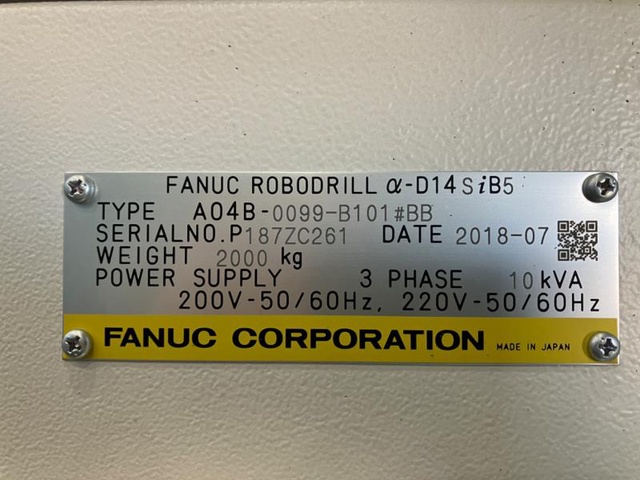 FANUC ROBODRILL α-D14SiB5
TYPE A04B-0099-B101#BB
SERIALNO.P187ZC261 DATE 2018-07
WEIGHT 2000 kg
POWER SUPPLY 3 PHASE 10kVA
200V-50/60Hz, 220V-50/60Hz
FANUC CORPORATION MADE IN JAPAN